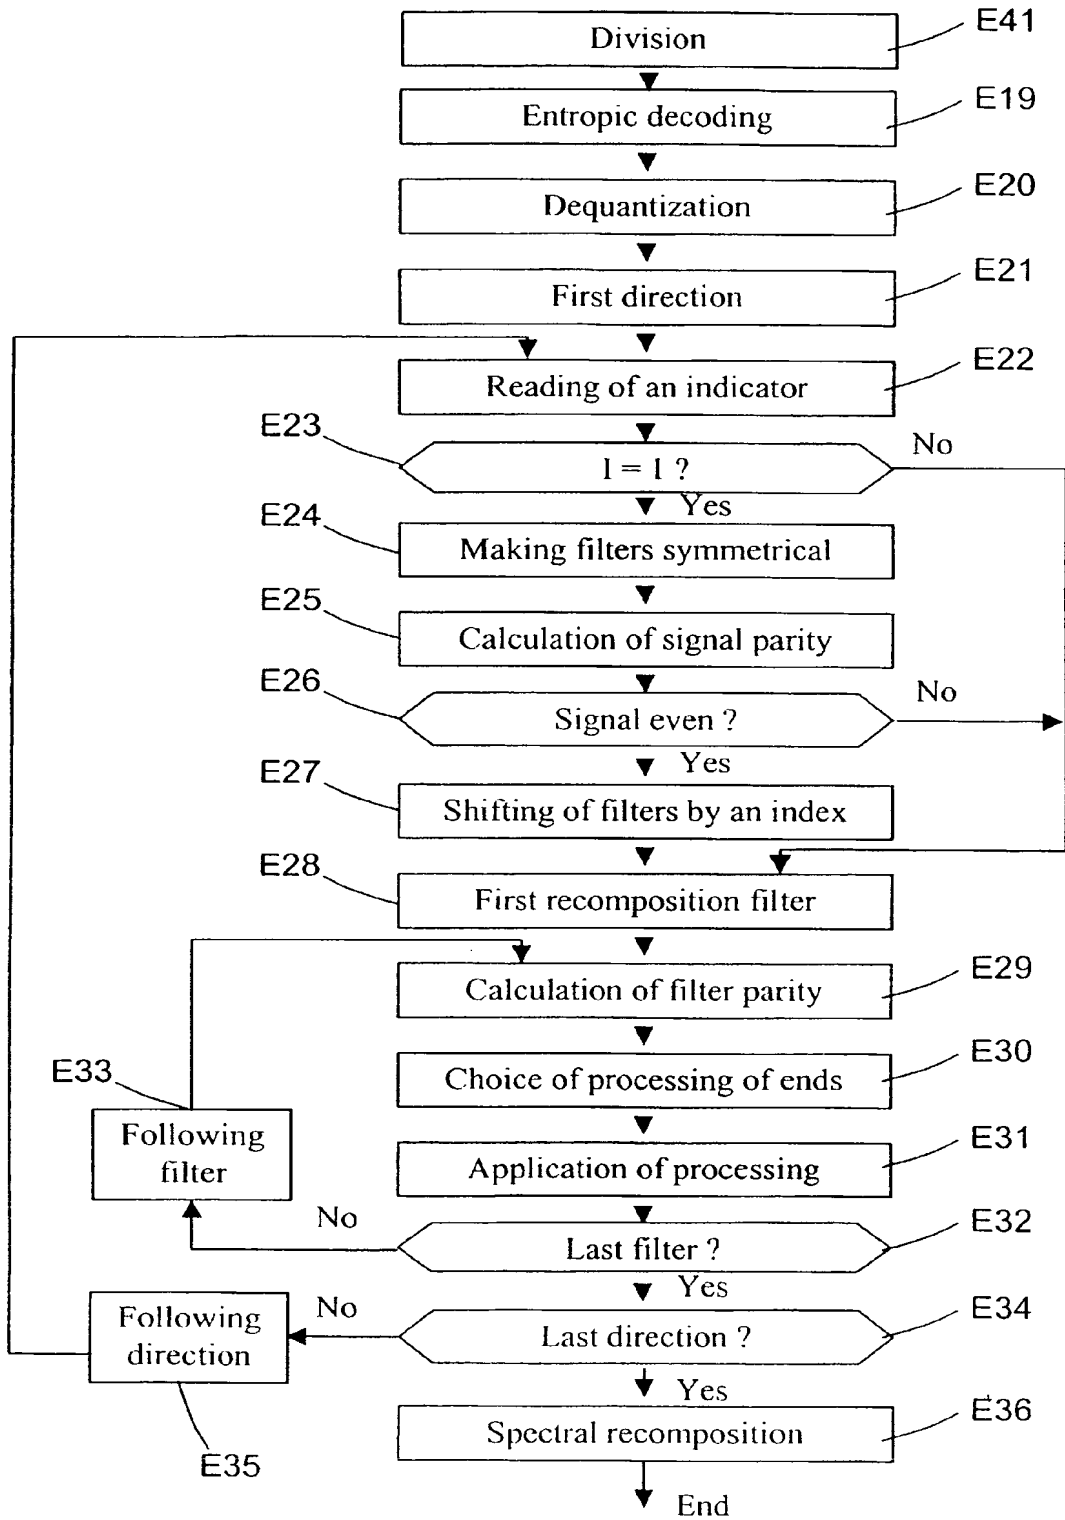 E41
Division
E19
Entropic decoding
E20
Dequantization
E21
First direction
E22
Reading of an indicator
E23
No
I = 1 ?
Yes
E24
Making filters symmetrical
E25
Calculation of signal parity
E26
No
Signal even ?
Yes
E27
Shifting of filters by an index
E28
First recomposition filter
E29
Calculation of filter parity
E30
E33
Choice of processing of ends
E31
Following
filter
Application of processing
No
E32
Last filter ?
Yes
No
E34
Following
direction
Last direction ?
Yes
E36
Spectral recomposition
E35
End